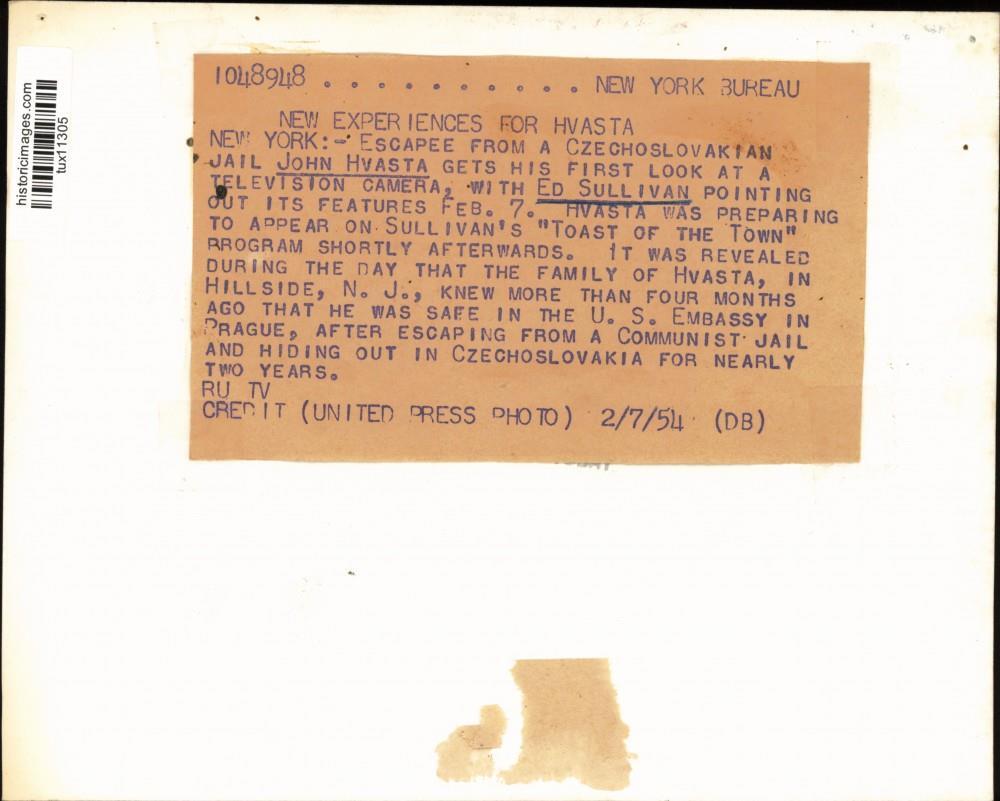 historicimages.com
tux11305
1048948 . . . . . . . . . . . NEW YORK BUREAU
NEW EXPERIENCES FOR HVASTA
NEW YORK:- ESCAPEE FROM A CZECHOSLOVAKIAN
JAIL JOHN HVASTA GETS HIS FIRST LOOK AT A
TELEVISION CAMERA, WITH ED SULLIVAN POINTING
OUT ITS FEATURES FEB. 7. HVASTA WAS PREPARING
TO APPEAR ON SULLIVAN'S "TOAST OF THE TOWN"
RROGRAM SHORTLY AFTERWARDS. IT WAS REVEALED
DURING THE DAY THAT THE FAMILY OF HVASTA, IN
HILLSIDE, N. J., KNEW MORE THAN FOUR MONTHS
AGO THAT HE WAS SAFE IN THE U. S. EMBASSY IN
PRAGUE, AFTER ESCAPING FROM A COMMUNIST JAIL
AND HIDING OUT IN CZECHOSLOVAKIA FOR NEARLY
TWO YEARS.
RU TV
CREDIT (UNITED PRESS PHOTO) 2/7/54 (DB)